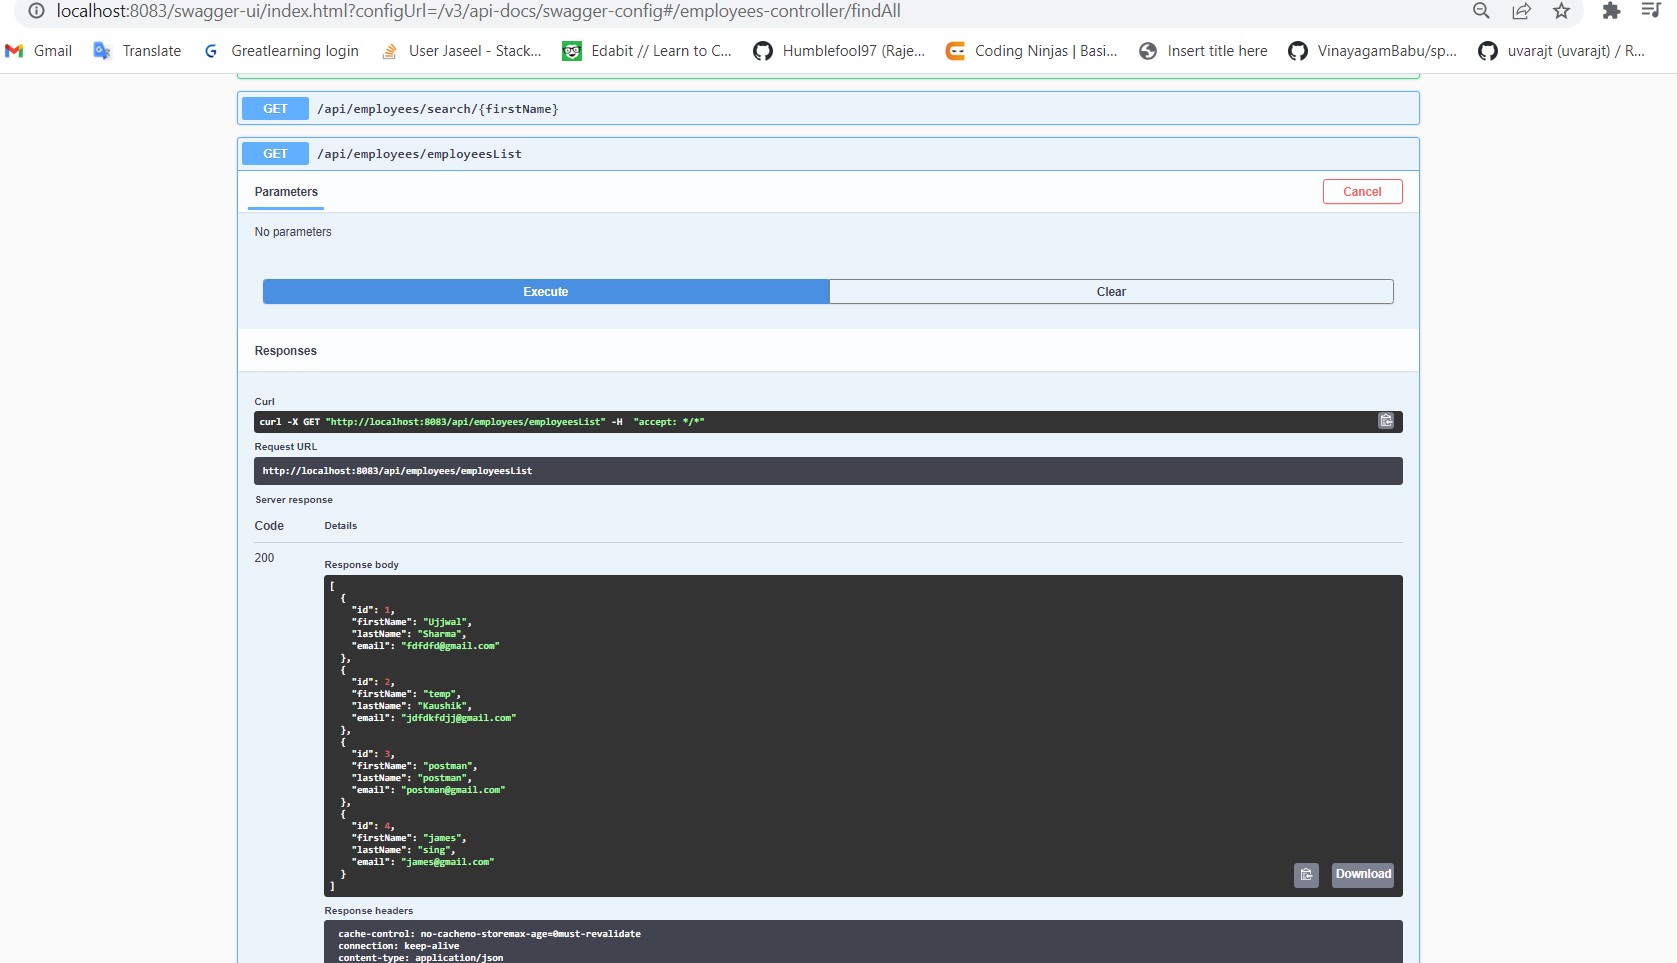 localhost:8083/swagger-ui/index.html?configUrl=/v3/api-docs/swagger-config#/employees-controller/findAll
Gmail Translate Greatlearning login User Jaseel - Stack... Edabit // Learn to C... Humblefool97 (Raje... Coding Ninjas | Basi... Insert title here VinayagamBabu/sp... uvarajt (uvarajt) / R...
GET /api/employees/search/{firstName}
GET /api/employees/employeesList
Parameters Cancel
No parameters
Execute Clear
Responses
Curl
curl -X GET "http://localhost:8083/api/employees/employeesList" -H  "accept: */*"
Request URL
http://localhost:8083/api/employees/employeesList
Server response
Code Details
200
Response body
[
  {
    "id": 1,
    "firstName": "Ujjwal",
    "lastName": "Sharma",
    "email": "fdfdfd@gmail.com"
  },
  {
    "id": 2,
    "firstName": "temp",
    "lastName": "Kaushik",
    "email": "jdfdkfdjj@gmail.com"
  },
  {
    "id": 3,
    "firstName": "postman",
    "lastName": "postman",
    "email": "postman@gmail.com"
  },
  {
    "id": 4,
    "firstName": "james",
    "lastName": "sing",
    "email": "james@gmail.com"
  }
]
Download
Response headers
cache-control: no-cacheno-storemax-age=0must-revalidate
connection: keep-alive
content-type: application/json